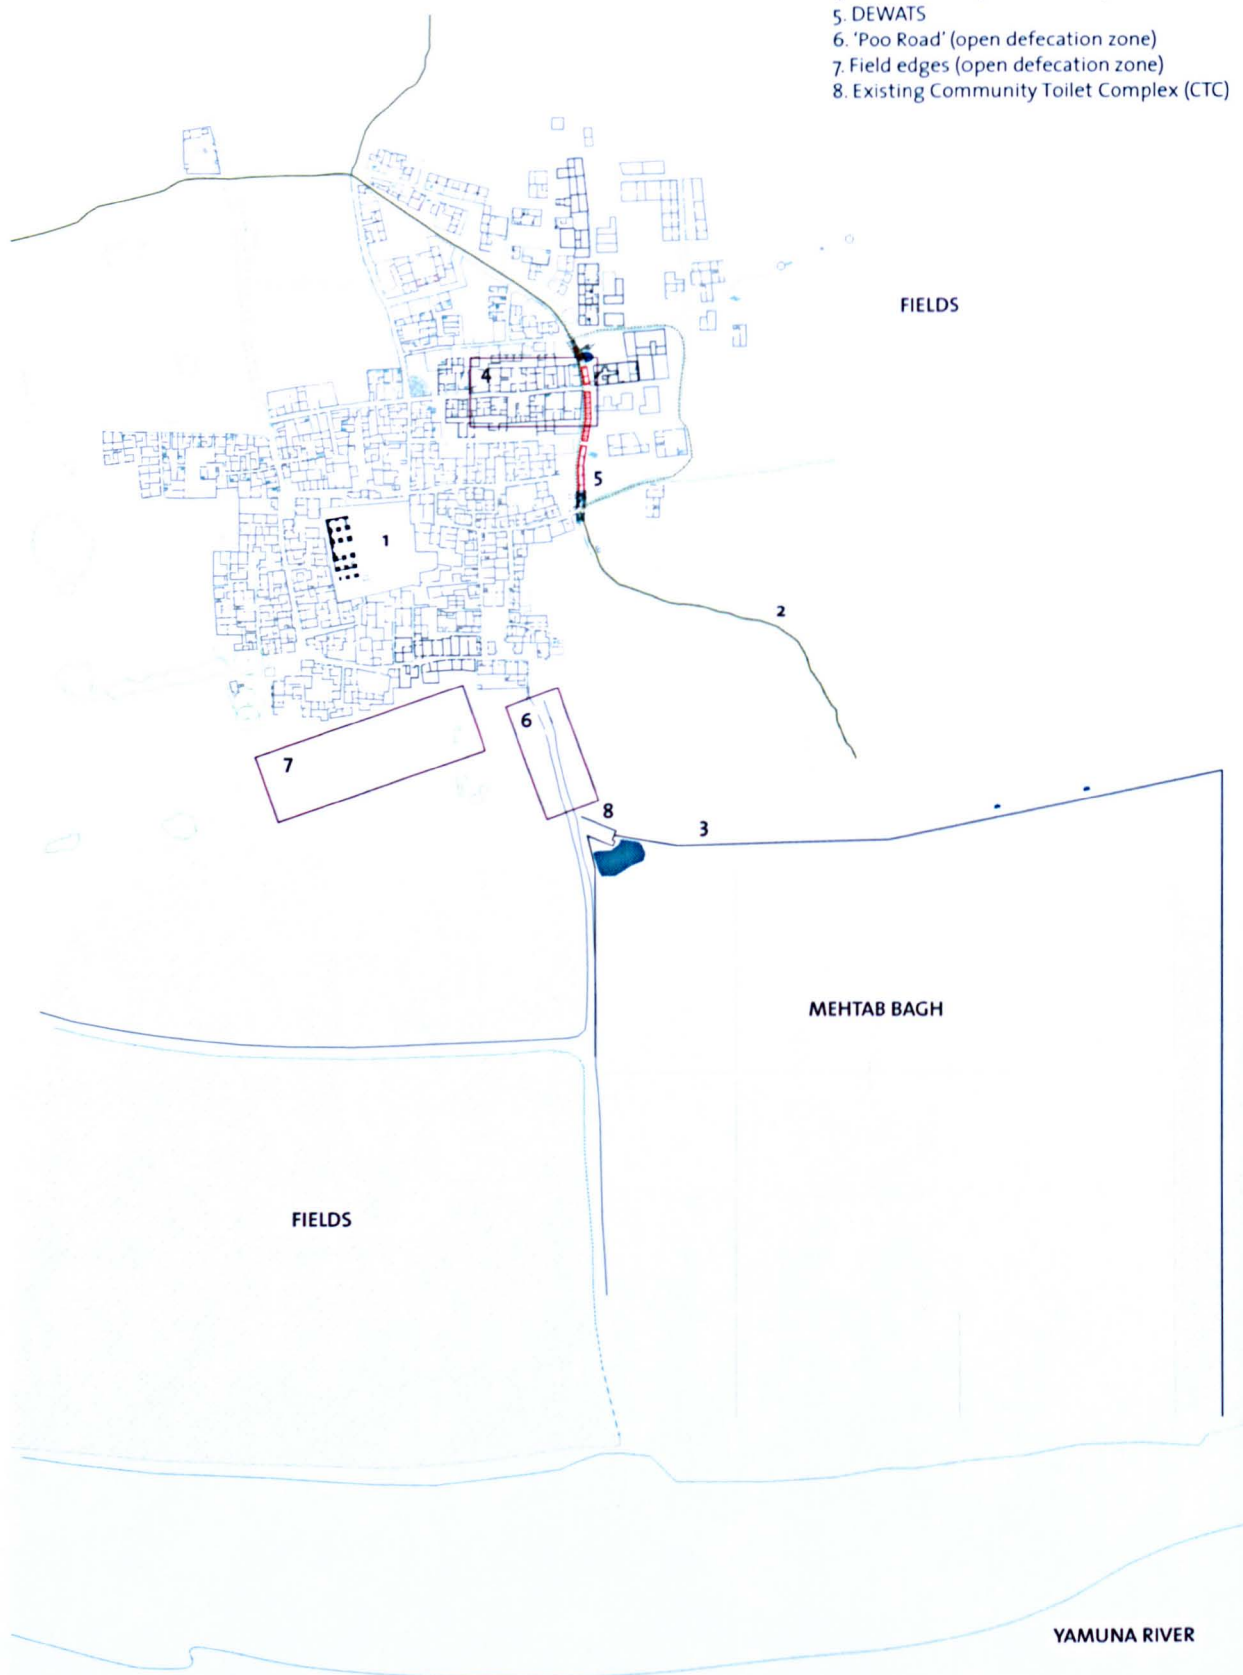 5. DEWATS
6. 'Poo Road' (open defecation zone)
7. Field edges (open defecation zone)
8. Existing Community Toilet Complex (CTC)
FIELDS
4
5
1
2
6
7
8
3
MEHTAB BAGH
FIELDS
YAMUNA RIVER